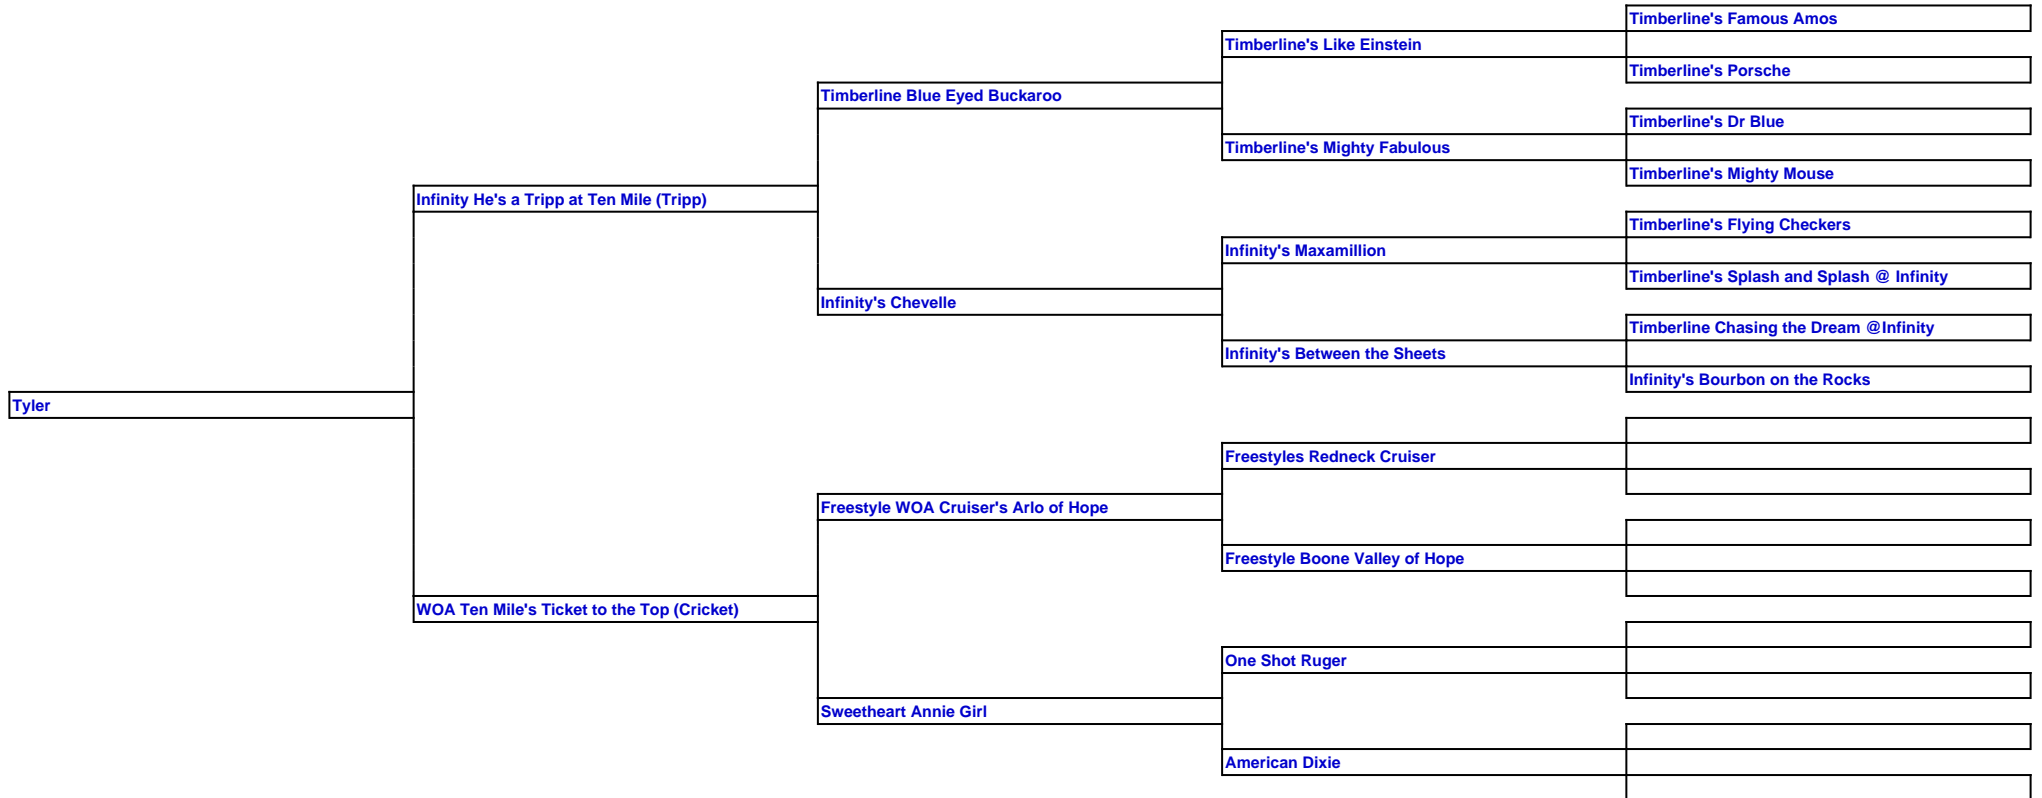 Timberline's Famous Amos
Timberline's Like Einstein
Timberline's Porsche
Timberline Blue Eyed Buckaroo
Timberline's Dr Blue
Timberline's Mighty Fabulous
Timberline's Mighty Mouse
Infinity He's a Tripp at Ten Mile (Tripp)
Timberline's Flying Checkers
Infinity's Maxamillion
Timberline's Splash and Splash @ Infinity
Infinity's Chevelle
Timberline Chasing the Dream @Infinity
Infinity's Between the Sheets
Infinity's Bourbon on the Rocks
Tyler
Freestyles Redneck Cruiser
Freestyle WOA Cruiser's Arlo of Hope
Freestyle Boone Valley of Hope
WOA Ten Mile's Ticket to the Top (Cricket)
One Shot Ruger
Sweetheart Annie Girl
American Dixie